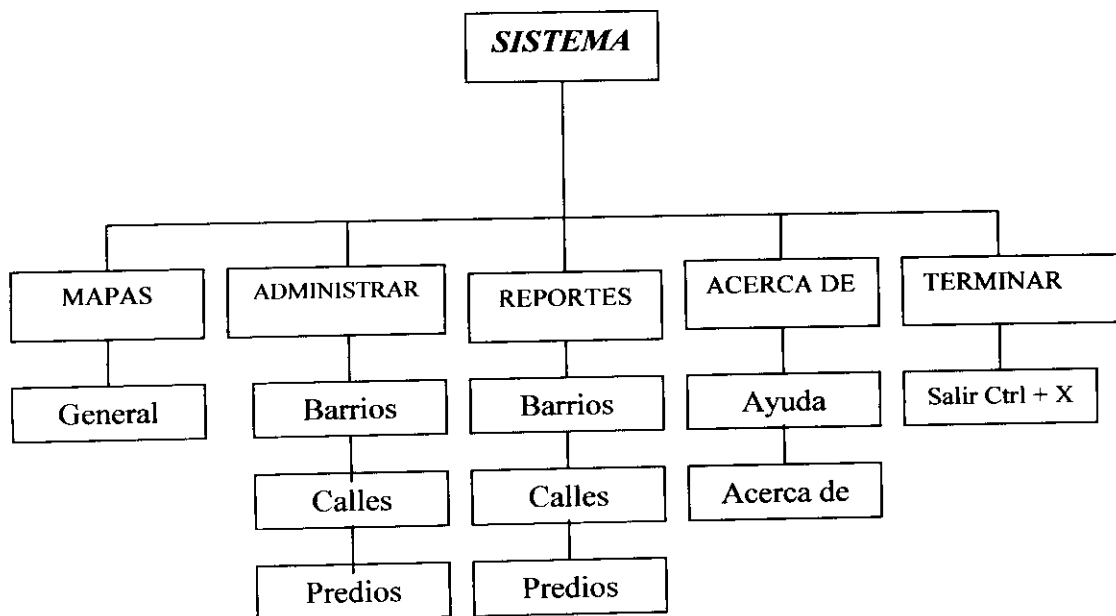 SISTEMA
MAPAS
ADMINISTRAR
REPORTES
ACERCA DE
TERMINAR
General
Barrios
Barrios
Ayuda
Salir Ctrl + X
Calles
Calles
Acerca de
Predios
Predios